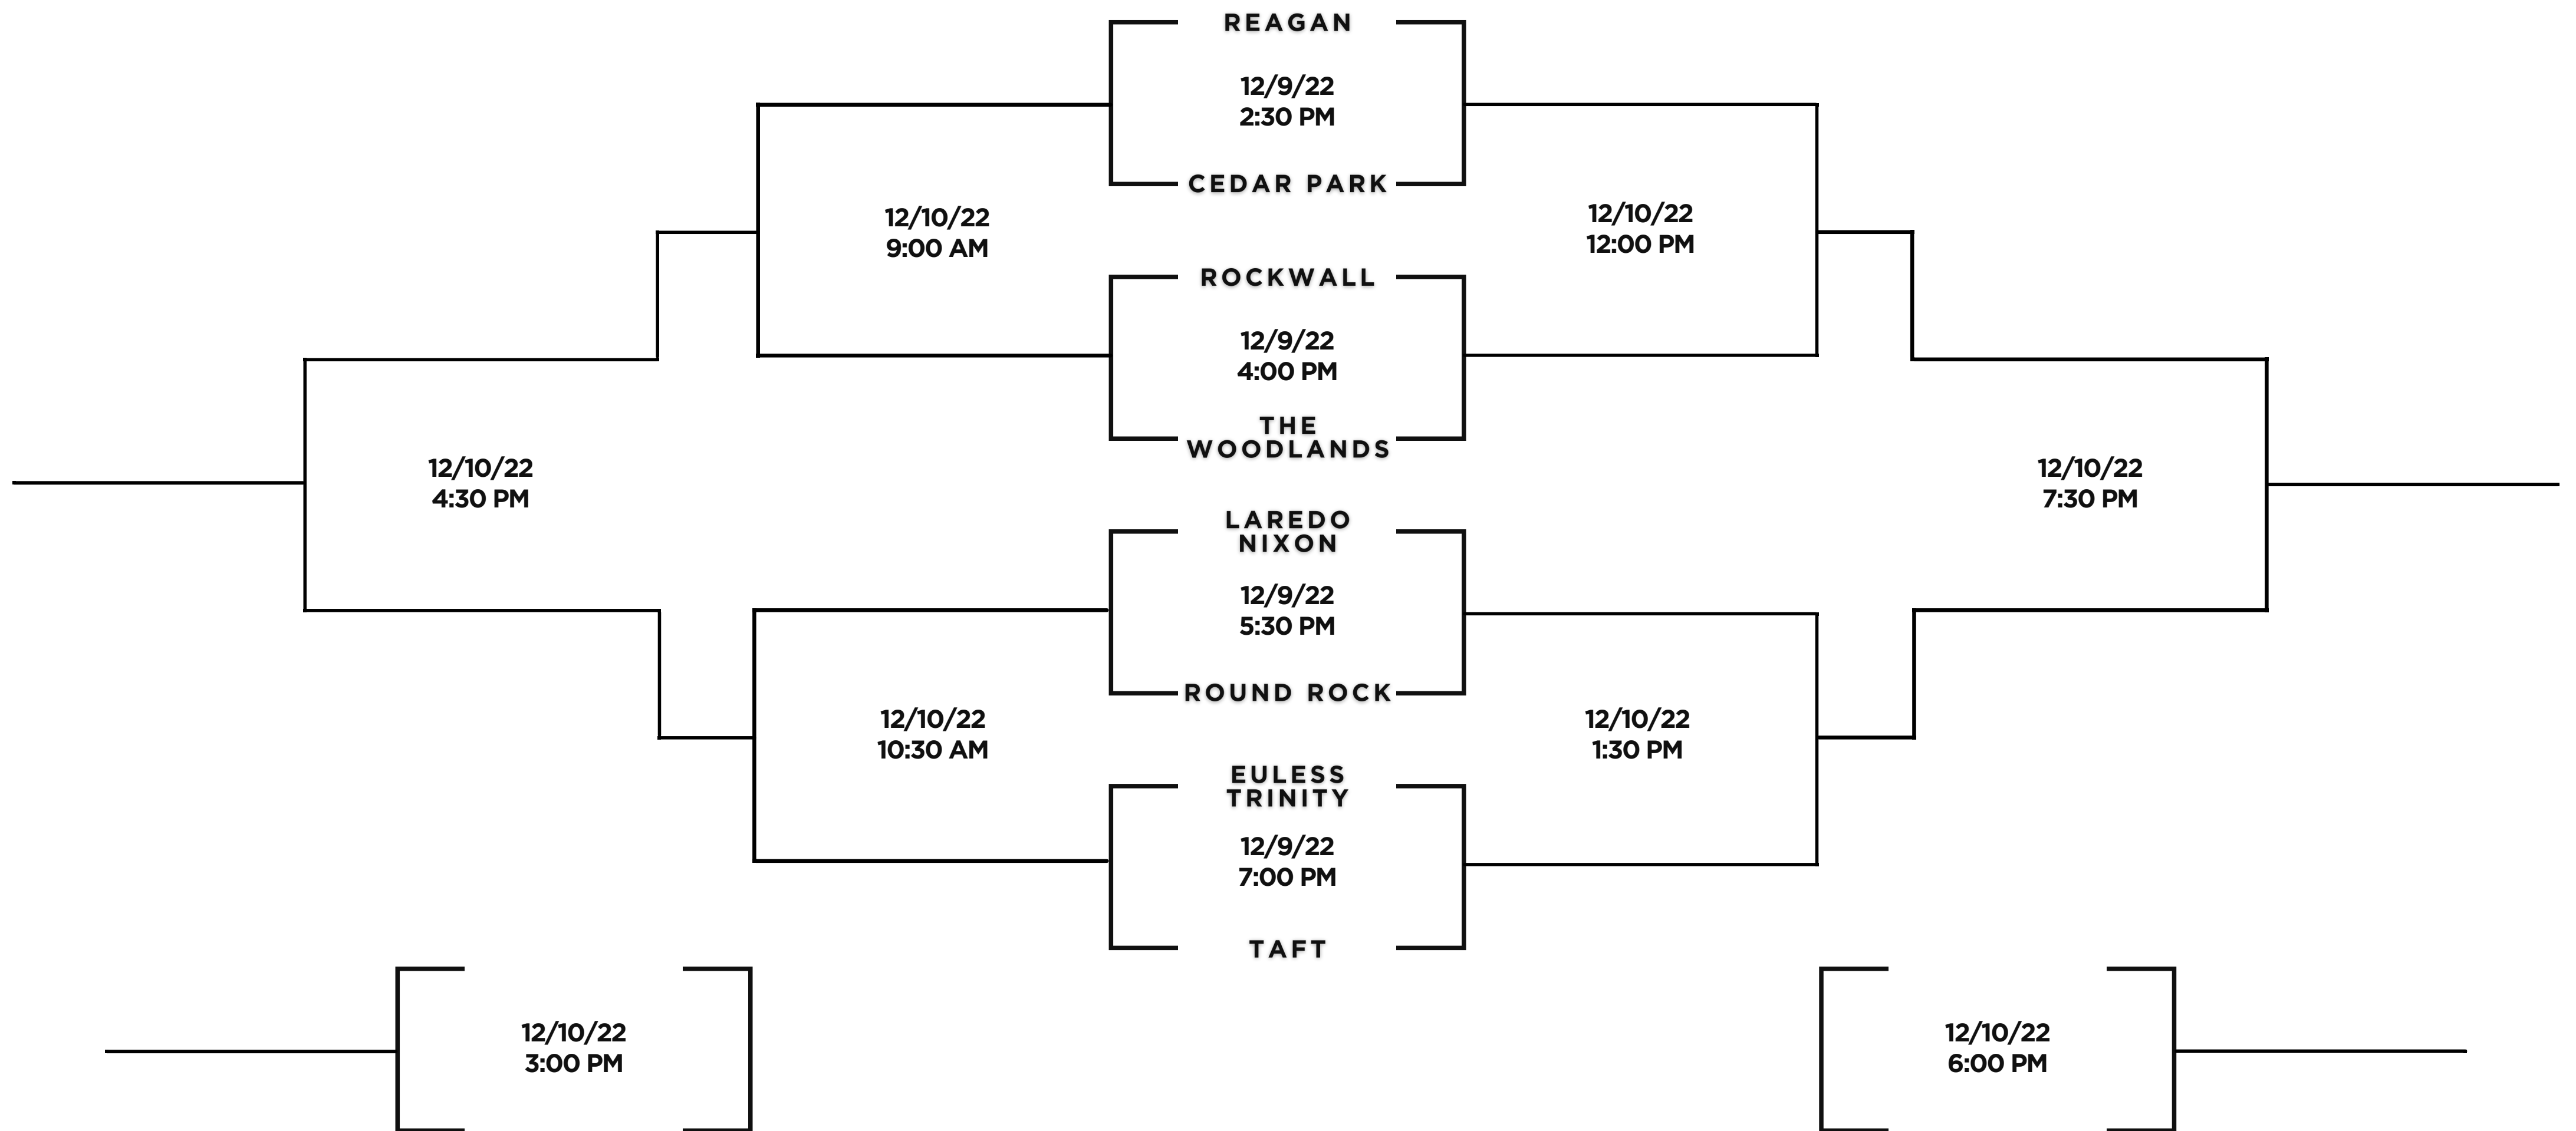 REAGAN
12/9/22
2:30 PM
CEDAR PARK
12/10/22
9:00 AM
12/10/22
12:00 PM
ROCKWALL
12/9/22
4:00 PM
THE
WOODLANDS
12/10/22
4:30 PM
12/10/22
7:30 PM
LAREDO
NIXON
12/9/22
5:30 PM
ROUND ROCK
12/10/22
10:30 AM
12/10/22
1:30 PM
EULESS
TRINITY
12/9/22
7:00 PM
TAFT
12/10/22
3:00 PM
12/10/22
6:00 PM